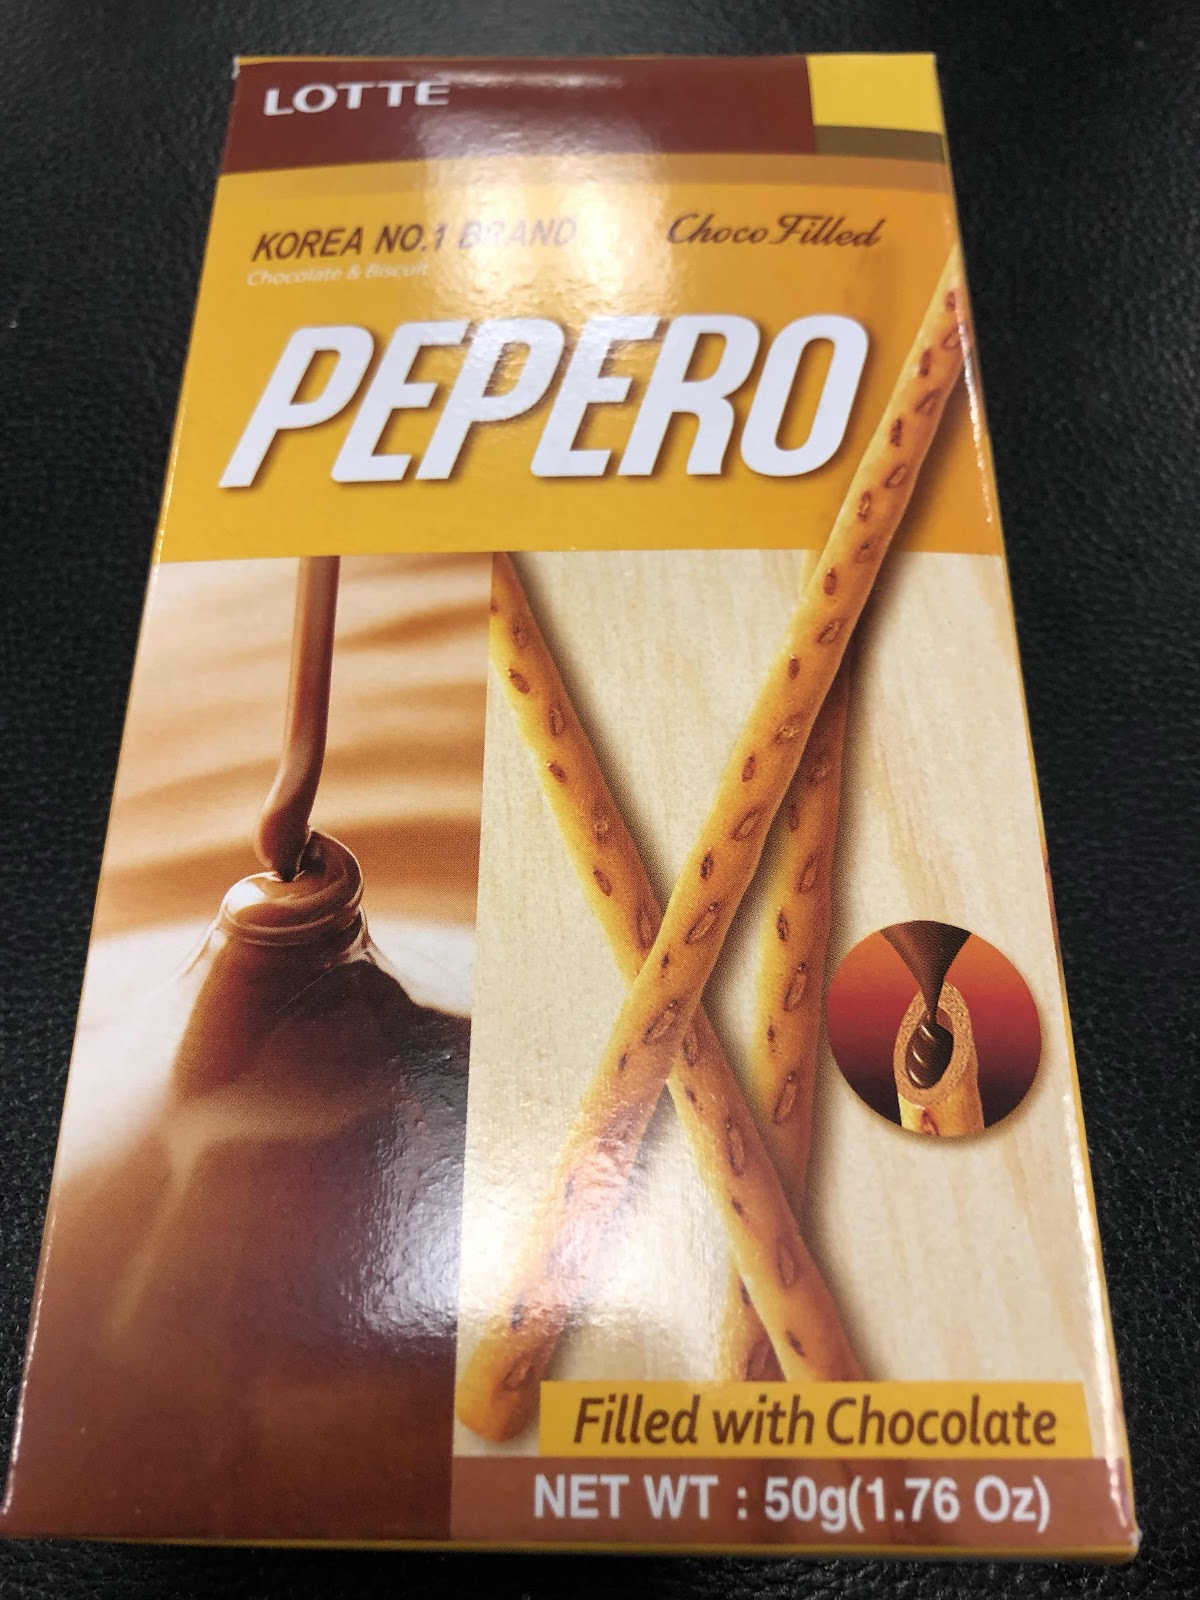 LOTTE
KOREA NO.1 BRAND
Choco Filled
Chocolate & Biscuit
PEPERO
Filled with Chocolate
NET WT : 50g(1.76 Oz)